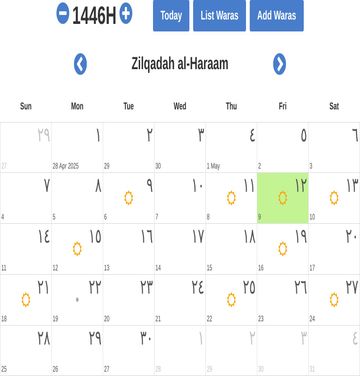 1446H Today List Waras Add Waras
Zilqadah al-Haraam
Sun Mon Tue Wed Thu Fri Sat
٢٩ ١ ٢ ٣ ٤ ٥ ٦
27 28 Apr 2025 29 30 1 May 2 3
٧ ٨ ٩ ١٠ ١١ ١٢ ١٣
4 5 6 7 8 9 10
١٤ ١٥ ١٦ ١٧ ١٨ ١٩ ٢٠
11 12 13 14 15 16 17
٢١ ٢٢ ٢٣ ٢٤ ٢٥ ٢٦ ٢٧
18 19 20 21 22 23 24
٢٨ ٢٩ ٣٠ ١ ٢ ٣ ٤
25 26 27 28 29 30 31